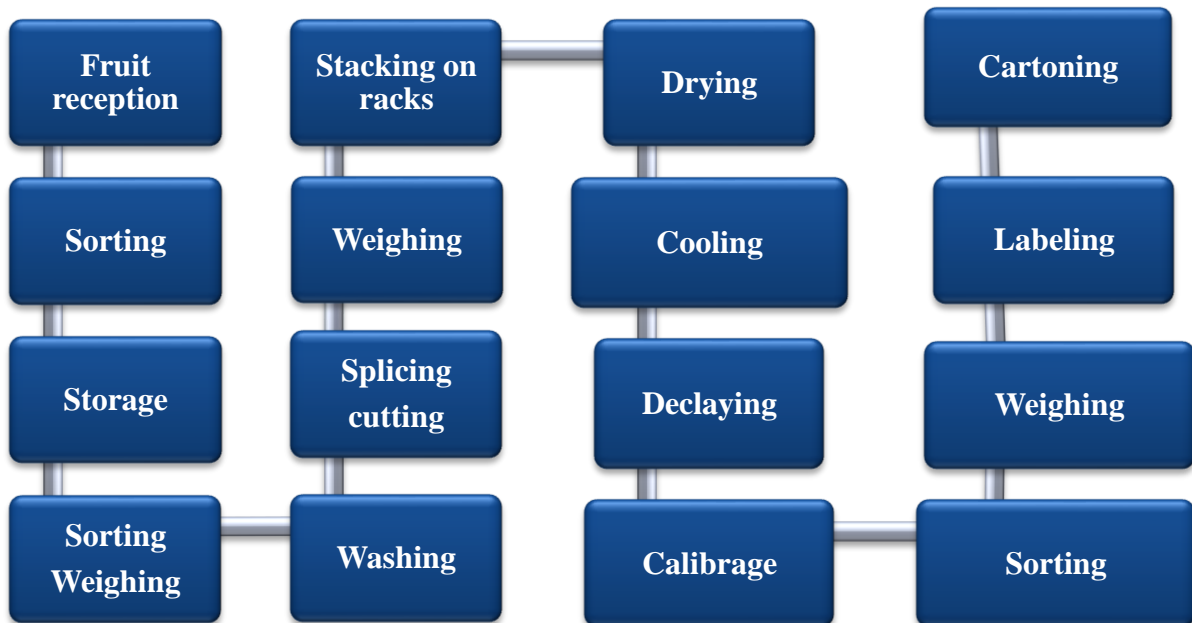 Fruit
reception
Sorting
Storage
Sorting
Weighing
Washing
Splicing
cutting
Weighing
Stacking on
racks
Drying
Cooling
Declaying
Calibrage
Sorting
Weighing
Labeling
Cartoning